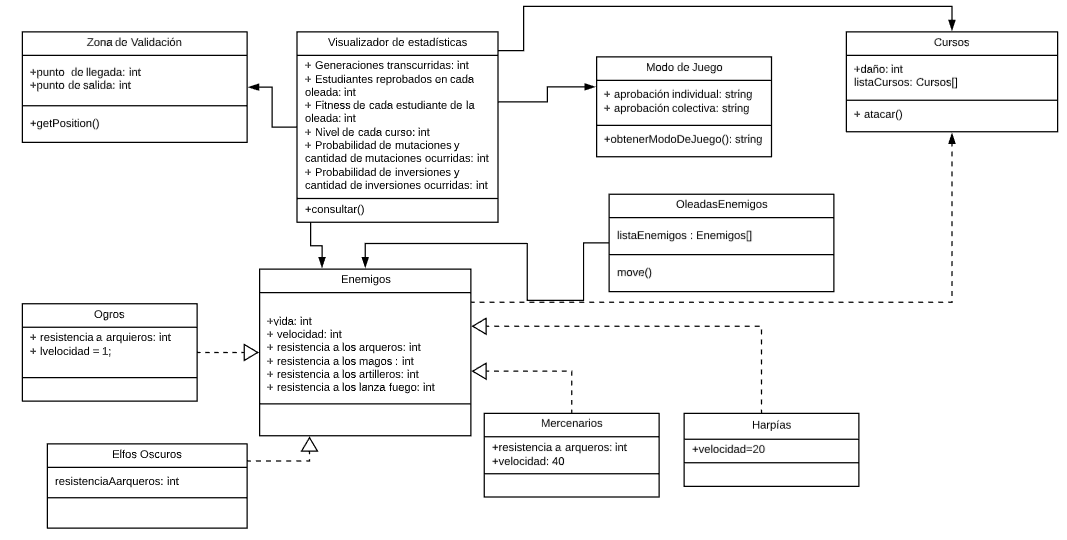 Zona de Validación
+punto de llegada: int
+punto de salida: int
+getPosition()
Visualizador de estadísticas
+ Generaciones transcurridas: int
+ Estudiantes reprobados en cada
oleada: int
+ Fitness de cada estudiante de la
oleada: int
+ Nivel de cada curso: int
+ Probabilidad de mutaciones y
cantidad de mutaciones ocurridas: int
+ Probabilidad de inversiones y
cantidad de inversiones ocurridas: int
+consultar()
Modo de Juego
+ aprobación individual: string
+ aprobación colectiva: string
+obtenerModoDeJuego(): string
Cursos
+daño: int
listaCursos: Cursos[]
+ atacar()
OleadasEnemigos
listaEnemigos : Enemigos[]
move()
Enemigos
+vida: int
+ velocidad: int
+ resistencia a los arqueros: int
+ resistencia a los magos : int
+ resistencia a los artilleros: int
+ resistencia a los lanza fuego: int
Ogros
+ resistencia a arquieros: int
+ lvelocidad = 1;
Elfos Oscuros
resistenciaAarqueros: int
Mercenarios
+resistencia a arqueros: int
+velocidad: 40
Harpías
+velocidad=20